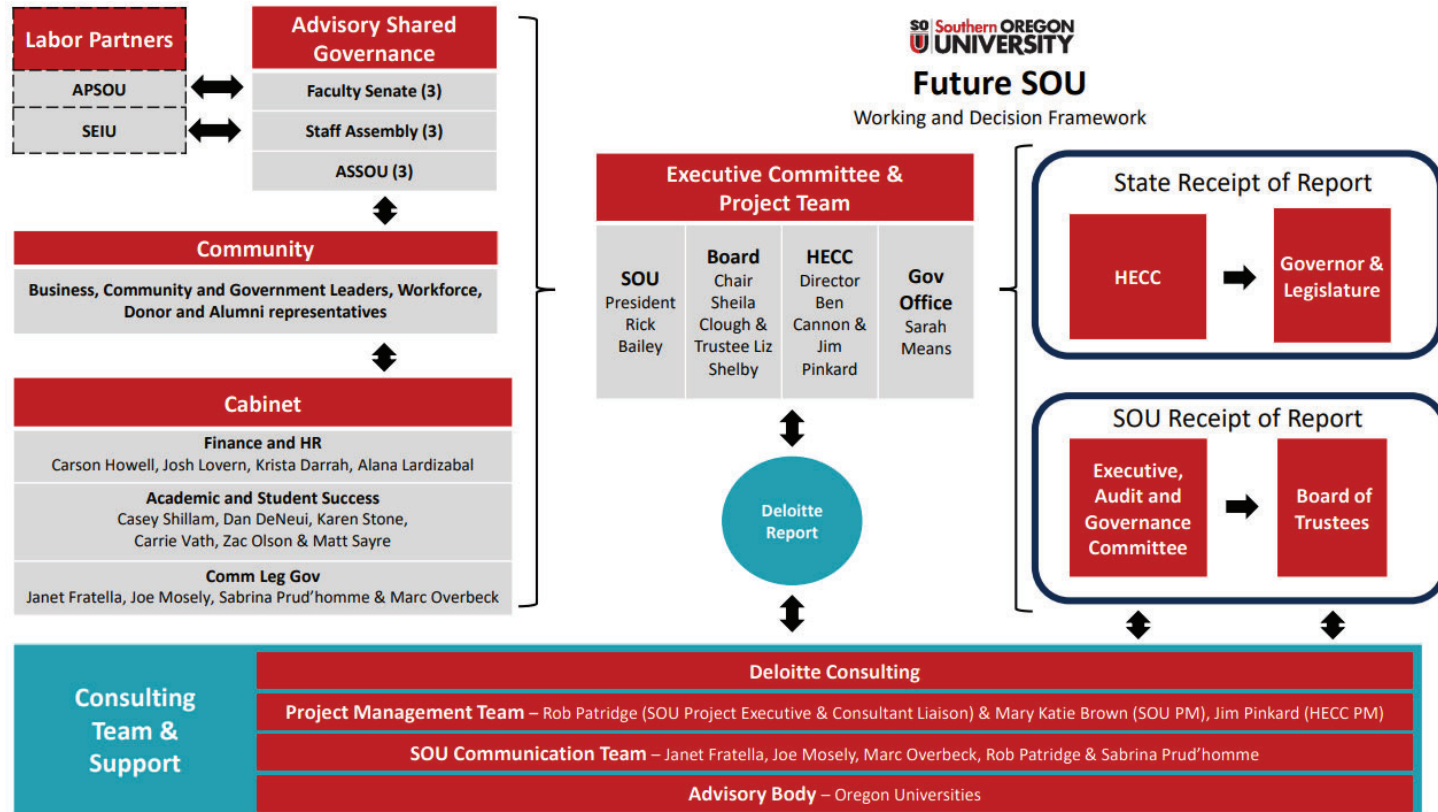 Labor Partners
APSOU
SEIU
Advisory Shared
Governance
Faculty Senate (3)
Staff Assembly (3)
ASSOU (3)
Community
Business, Community and Government Leaders, Workforce,
Donor and Alumni representatives
Cabinet
Finance and HR
Carson Howell, Josh Lovern, Krista Darrah, Alana Lardizabal
Academic and Student Success
Casey Shillam, Dan DeNeui, Karen Stone,
Carrie Vath, Zac Olson & Matt Sayre
Comm Leg Gov
Janet Fratella, Joe Mosely, Sabrina Prud’homme & Marc Overbeck
SO Southern OREGON
U UNIVERSITY
Future SOU
Working and Decision Framework
Executive Committee &
Project Team
SOU
President
Rick
Bailey
Board
Chair
Sheila
Clough &
Trustee Liz
Shelby
HECC
Director
Ben
Cannon &
Jim
Pinkard
Gov
Office
Sarah
Means
Deloitte
Report
State Receipt of Report
HECC
Governor &
Legislature
SOU Receipt of Report
Executive,
Audit and
Governance
Committee
Board of
Trustees
Consulting
Team &
Support
Deloitte Consulting
Project Management Team – Rob Patridge (SOU Project Executive & Consultant Liaison) & Mary Katie Brown (SOU PM), Jim Pinkard (HECC PM)
SOU Communication Team – Janet Fratella, Joe Mosely, Marc Overbeck, Rob Patridge & Sabrina Prud’homme
Advisory Body – Oregon Universities